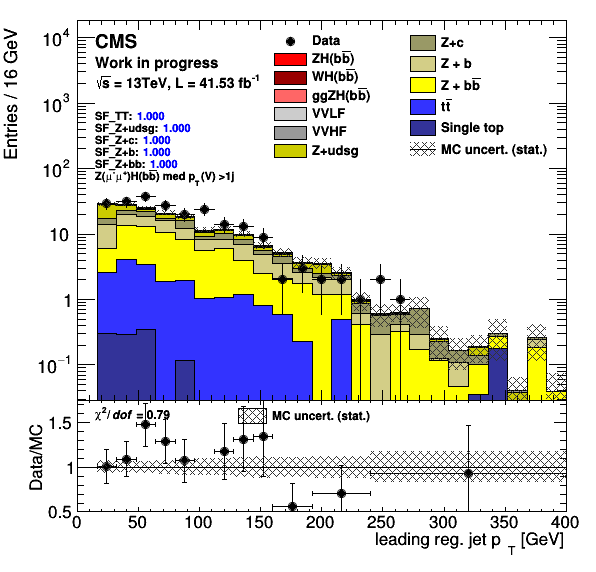 CMS
Work in progress
√s = 13TeV, L = 41.53 fb⁻¹
SF_TT: 1.000
SF_Z+udsg: 1.000
SF_Z+c: 1.000
SF_Z+b: 1.000
SF_Z+bb: 1.000
Z(μ⁻μ⁺)H(bb̅) med p_T(V) >1j
Data
ZH(bb̅)
WH(bb̅)
ggZH(bb̅)
VVLF
VVHF
Z+udsg
Z+c
Z + b
Z + bb̅
tt̅
Single top
MC uncert. (stat.)
Entries / 16 GeV
10⁴
10³
10²
10
1
10⁻¹
χ²/dof = 0.79
MC uncert. (stat.)
Data/MC
1.5
1
0.5
0 50 100 150 200 250 300 350 400
leading reg. jet p_T [GeV]